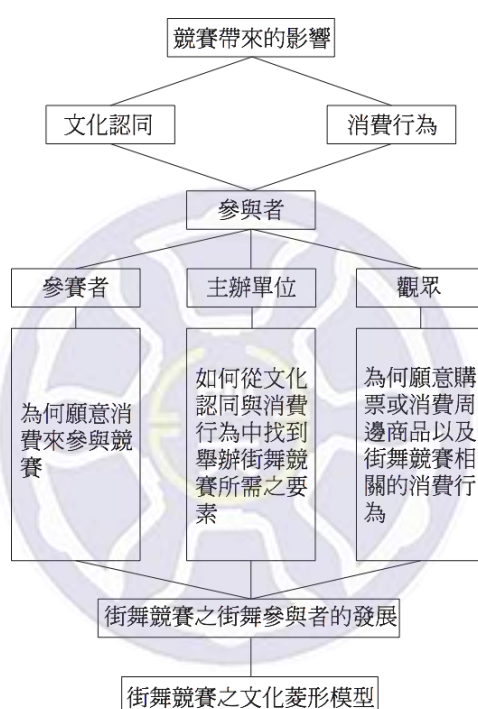 競賽帶來的影響
文化認同
消費行為
參與者
參賽者
主辦單位
觀眾
為何願意消
費來參與競
賽
如何從文化
認同與消費
行為中找到
舉辦街舞競
賽所需之要
素
為何願意購
票或消費周
邊商品以及
街舞競賽相
關的消費行
為
街舞競賽之街舞參與者的發展
街舞競賽之文化菱形模型